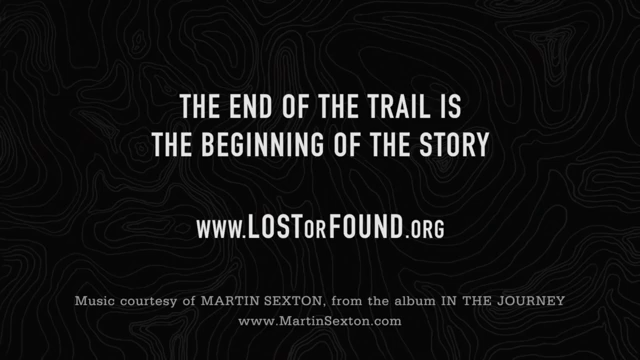 THE END OF THE TRAIL IS
THE BEGINNING OF THE STORY
www.LOSTorFOUND.org
Music courtesy of MARTIN SEXTON, from the album IN THE JOURNEY
www.MartinSexton.com